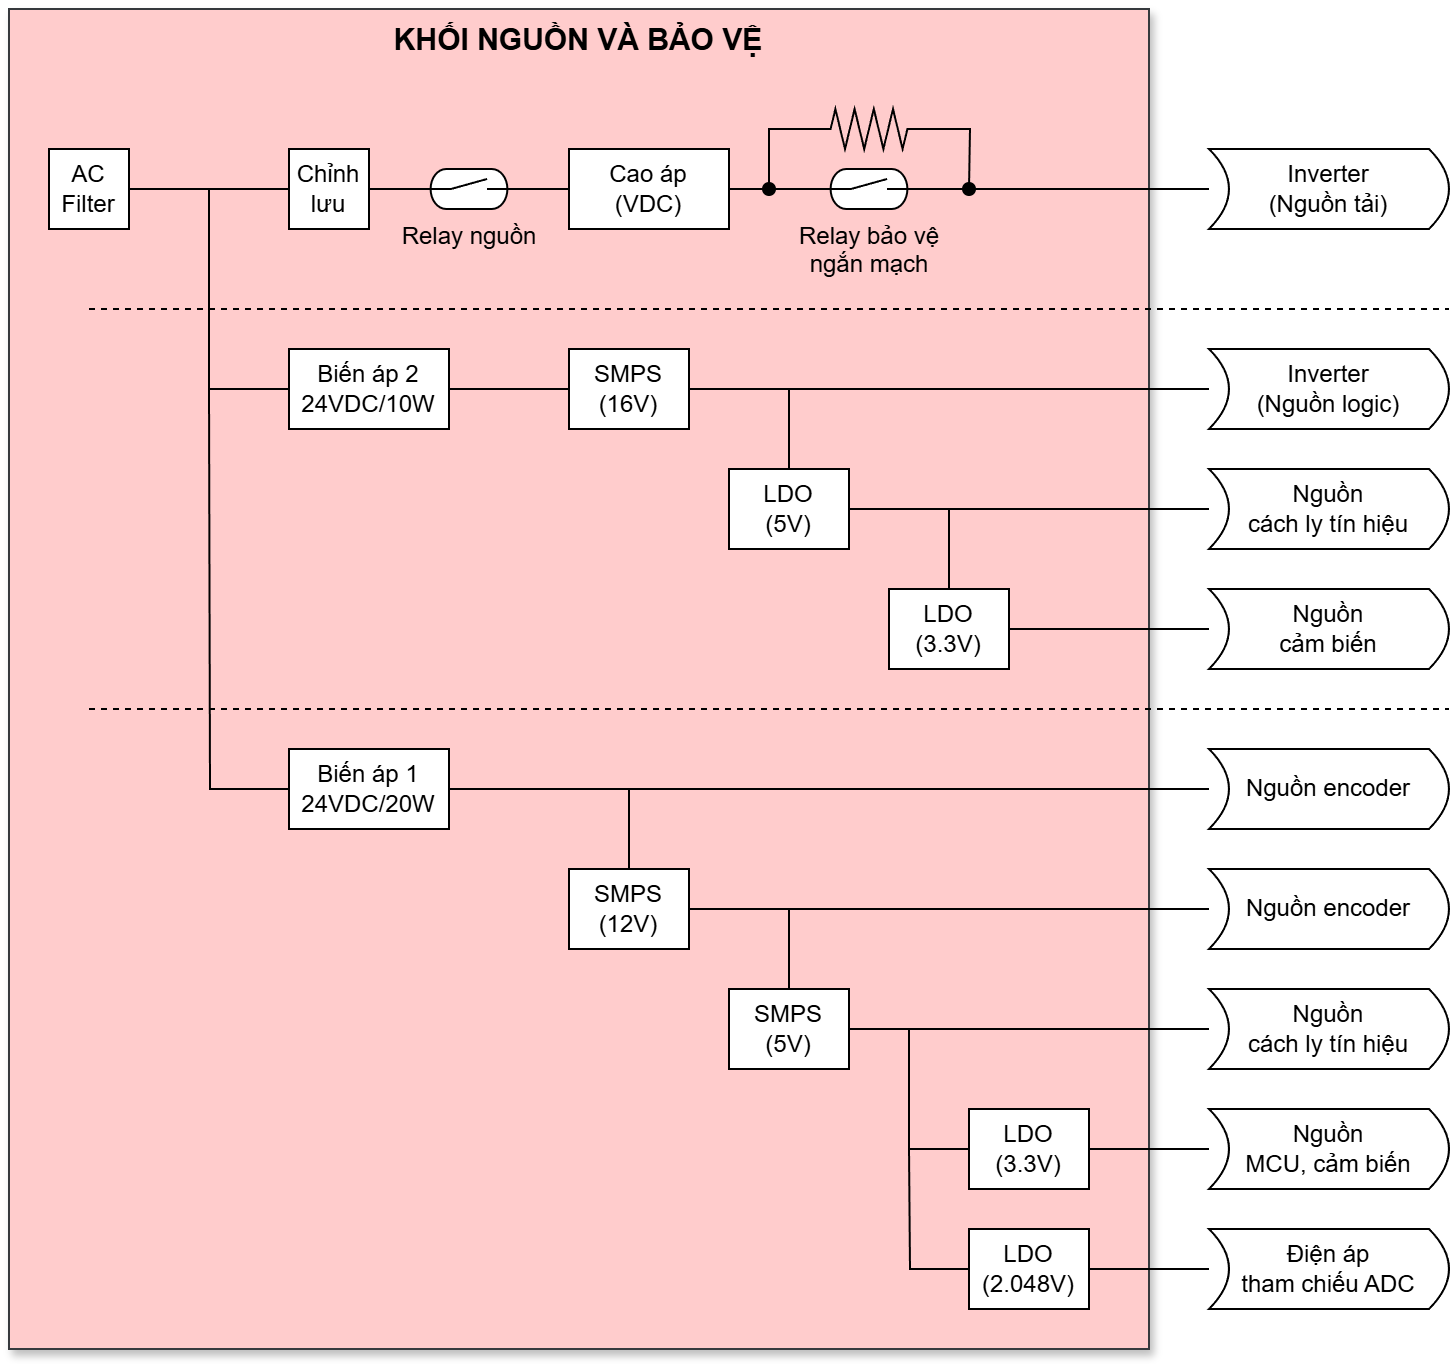 KHỐI NGUỒN VÀ BẢO VỆ
AC
Filter
Chỉnh
lưu
Relay nguồn
Cao áp
(VDC)
Relay bảo vệ
ngắn mạch
Inverter
(Nguồn tải)
Biến áp 2
24VDC/10W
SMPS
(16V)
Inverter
(Nguồn logic)
LDO
(5V)
Nguồn
cách ly tín hiệu
LDO
(3.3V)
Nguồn
cảm biến
Biến áp 1
24VDC/20W
Nguồn encoder
SMPS
(12V)
Nguồn encoder
SMPS
(5V)
Nguồn
cách ly tín hiệu
LDO
(3.3V)
Nguồn
MCU, cảm biến
LDO
(2.048V)
Điện áp
tham chiếu ADC